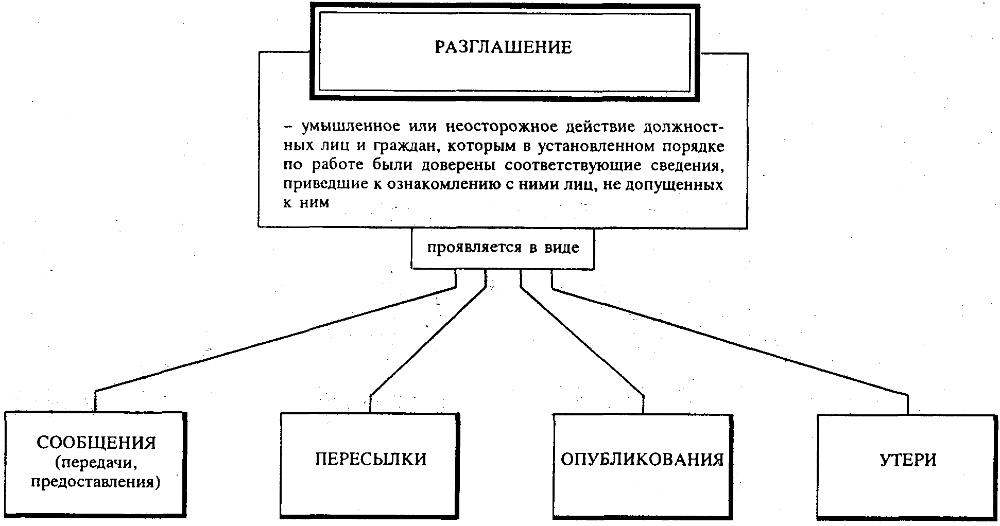 РАЗГЛАШЕНИЕ
– умышленное или неосторожное действие должност-
ных лиц и граждан, которым в установленном порядке
по работе были доверены соответствующие сведения,
приведшие к ознакомлению с ними лиц, не допущенных
к ним
проявляется в виде
СООБЩЕНИЯ
(передачи,
предоставления)
ПЕРЕСЫЛКИ
ОПУБЛИКОВАНИЯ
УТЕРИ